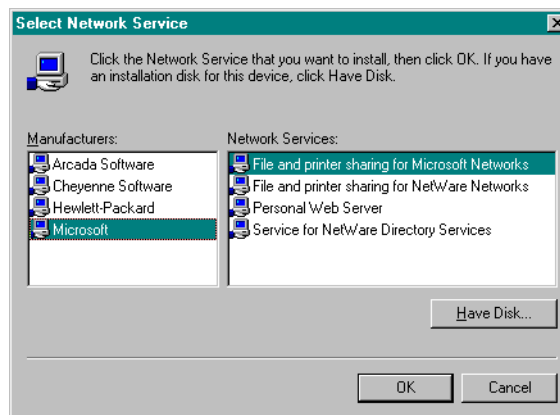 Select Network Service
Click the Network Service that you want to install, then click OK. If you have
an installation disk for this device, click Have Disk.
Manufacturers:
Arcada Software
Cheyenne Software
Hewlett-Packard
Microsoft
Network Services:
File and printer sharing for Microsoft Networks
File and printer sharing for NetWare Networks
Personal Web Server
Service for NetWare Directory Services
Have Disk...
OK
Cancel